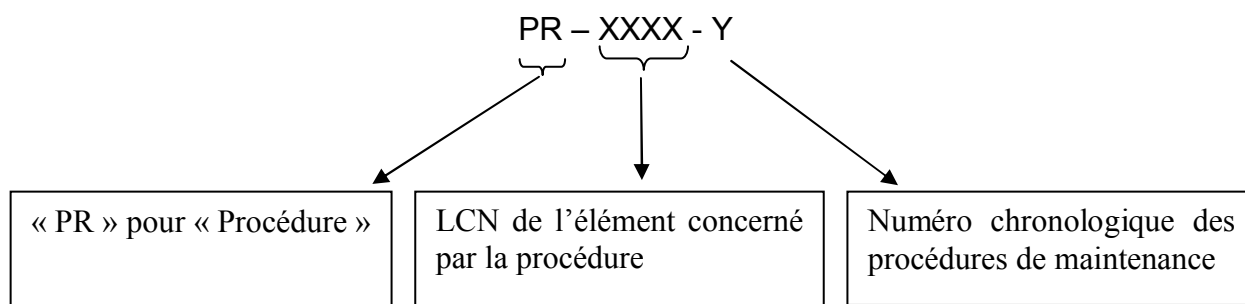 PR – XXXX - Y
« PR » pour « Procédure »
LCN de l’élément concerné
par la procédure
Numéro chronologique des
procédures de maintenance